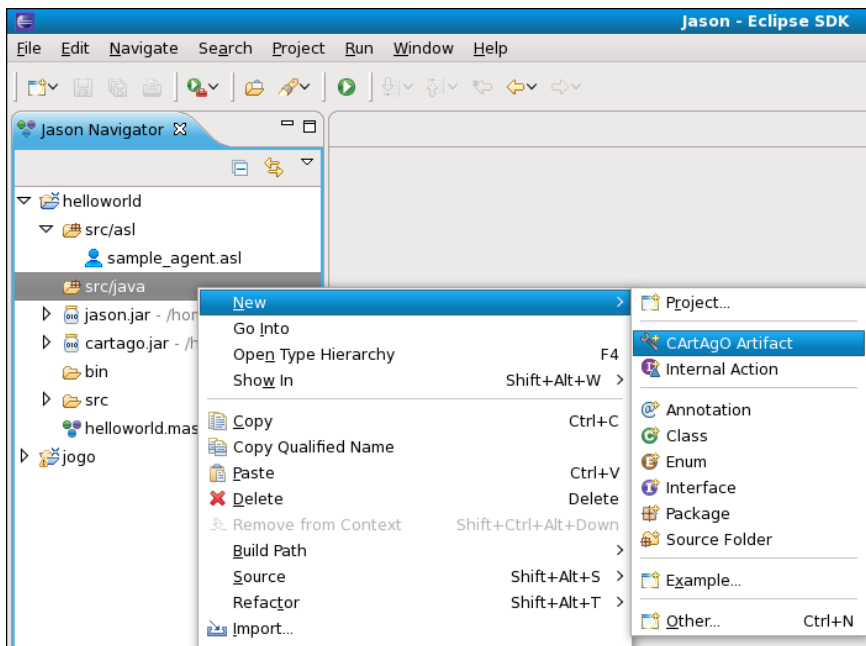 Jason - Eclipse SDK
File Edit Navigate Search Project Run Window Help
Jason Navigator
helloworld
src/asl
sample_agent.asl
src/java
jason.jar - /hor
cartago.jar - /h
bin
src
helloworld.mas
jogo
New
Go Into
Open Type Hierarchy F4
Show In Shift+Alt+W
Copy Ctrl+C
Copy Qualified Name
Paste Ctrl+V
Delete Delete
Remove from Context Shift+Ctrl+Alt+Down
Build Path
Source Shift+Alt+S
Refactor Shift+Alt+T
Import...
Project...
CArtAgO Artifact
Internal Action
Annotation
Class
Enum
Interface
Package
Source Folder
Example...
Other... Ctrl+N